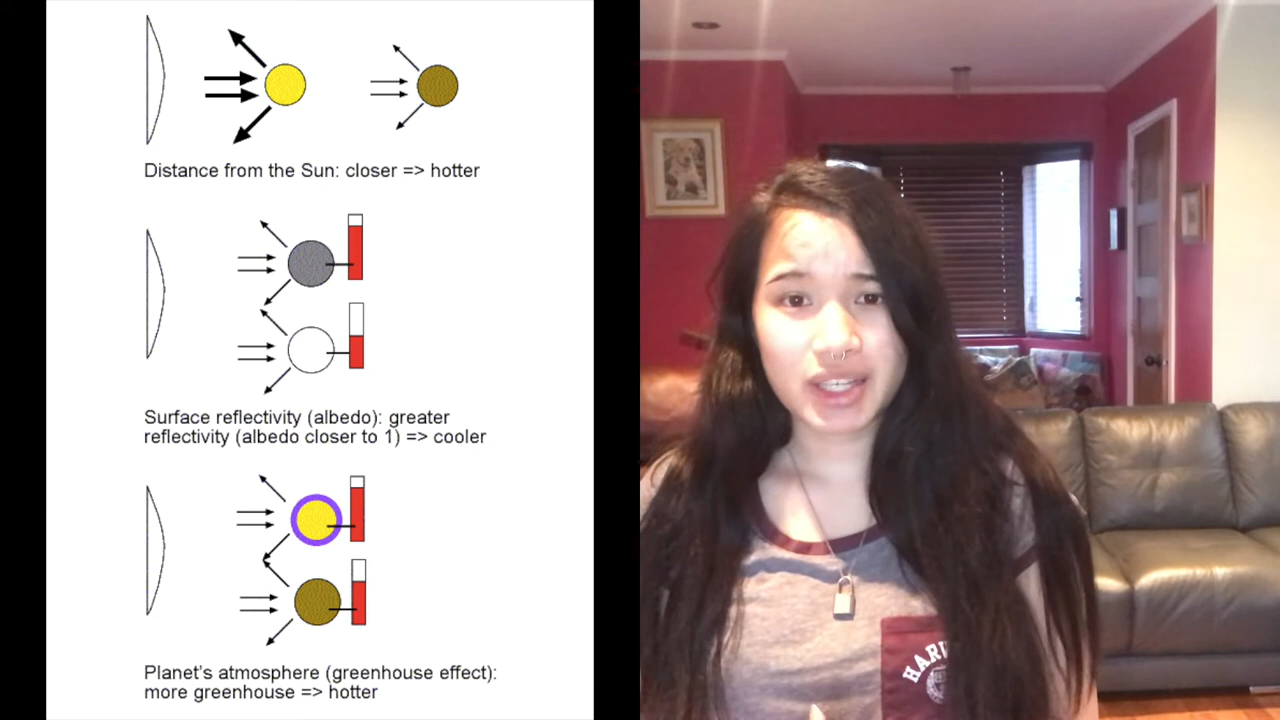 Distance from the Sun: closer => hotter
Surface reflectivity (albedo): greater
reflectivity (albedo closer to 1) => cooler
Planet's atmosphere (greenhouse effect):
more greenhouse => hotter